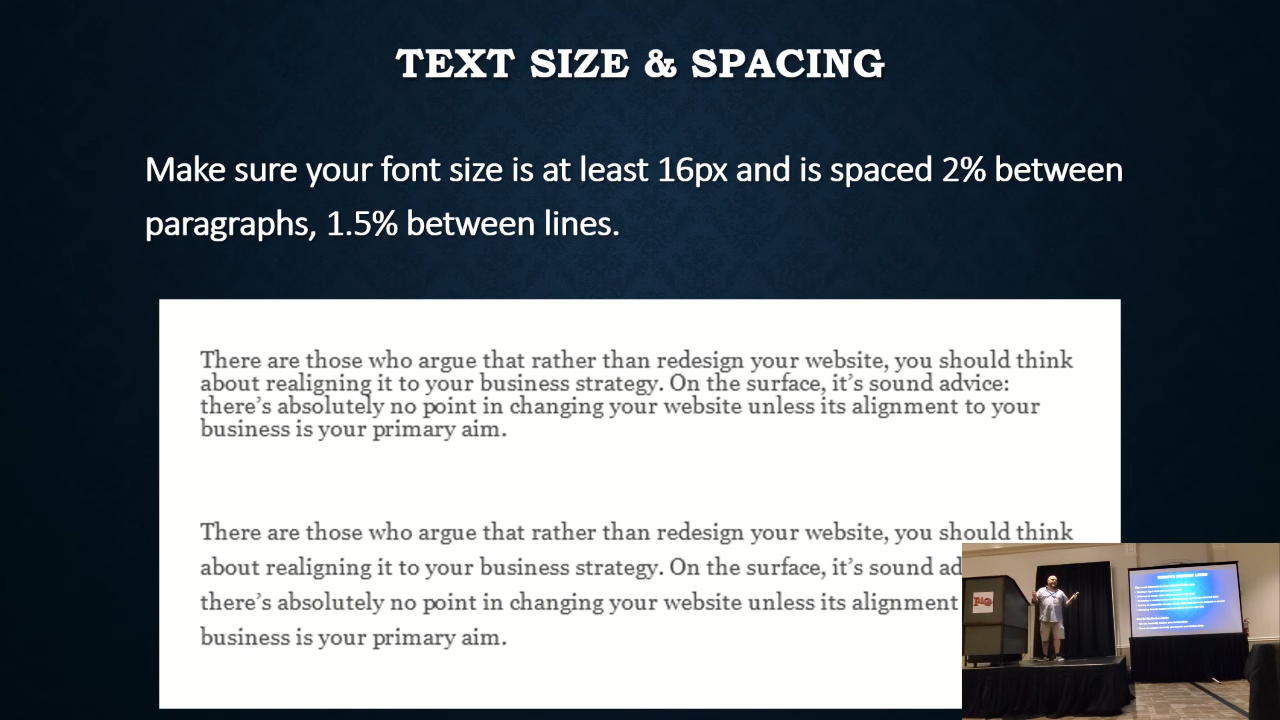 TEXT SIZE & SPACING
Make sure your font size is at least 16px and is spaced 2% between
paragraphs, 1.5% between lines.
There are those who argue that rather than redesign your website, you should think
about realigning it to your business strategy. On the surface, it’s sound advice:
there’s absolutely no point in changing your website unless its alignment to your
business is your primary aim.
There are those who argue that rather than redesign your website, you should think
about realigning it to your business strategy. On the surface, it’s sound ad
there’s absolutely no point in changing your website unless its alignment
business is your primary aim.